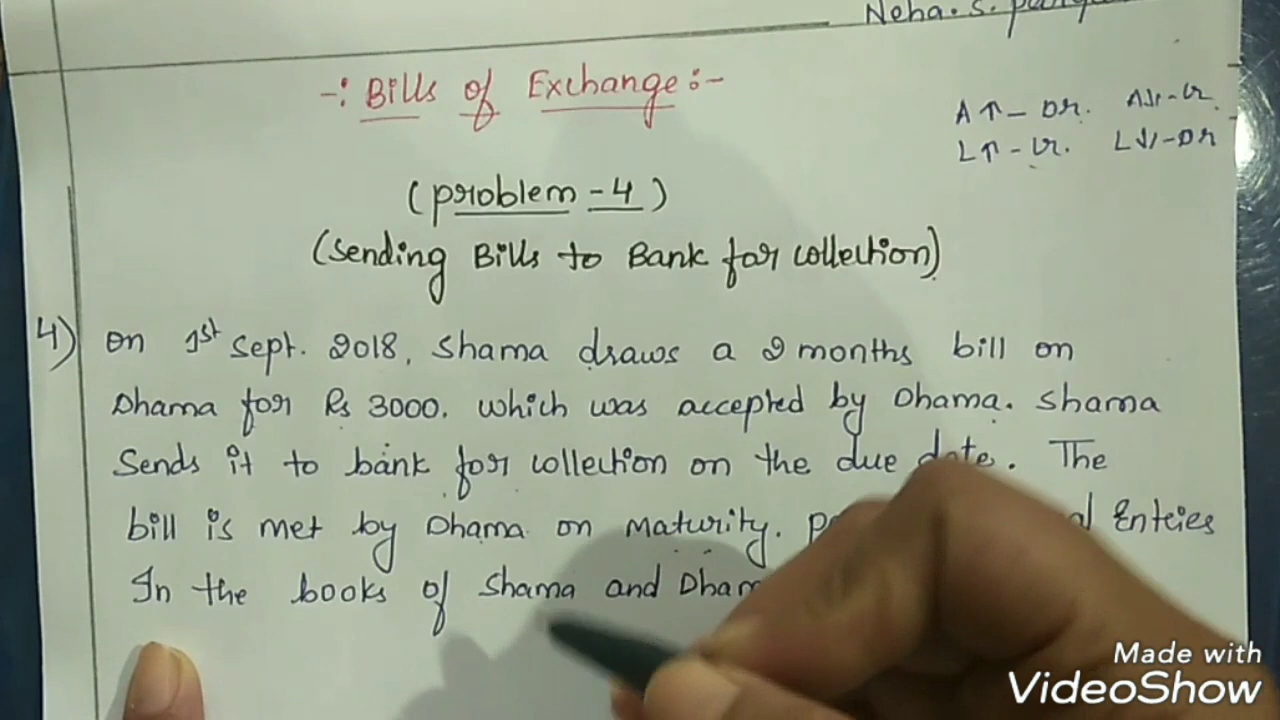 Neha. S.
-: Bills of Exchange :-
A↑ - Dr. A↓ - Cr.
L↑ - Cr. L↓ - Dr
(problem - 4)
(Sending Bills to Bank for collection)
4) On 1st Sept. 2018, Shama draws a 2 months bill on
Dhama for Rs 3000. which was accepted by Dhama. Shama
Sends it to bank for collection on the due date. The
bill is met by Dhama on Maturity. Entries
In the books of Shama and
Made with
VideoShow